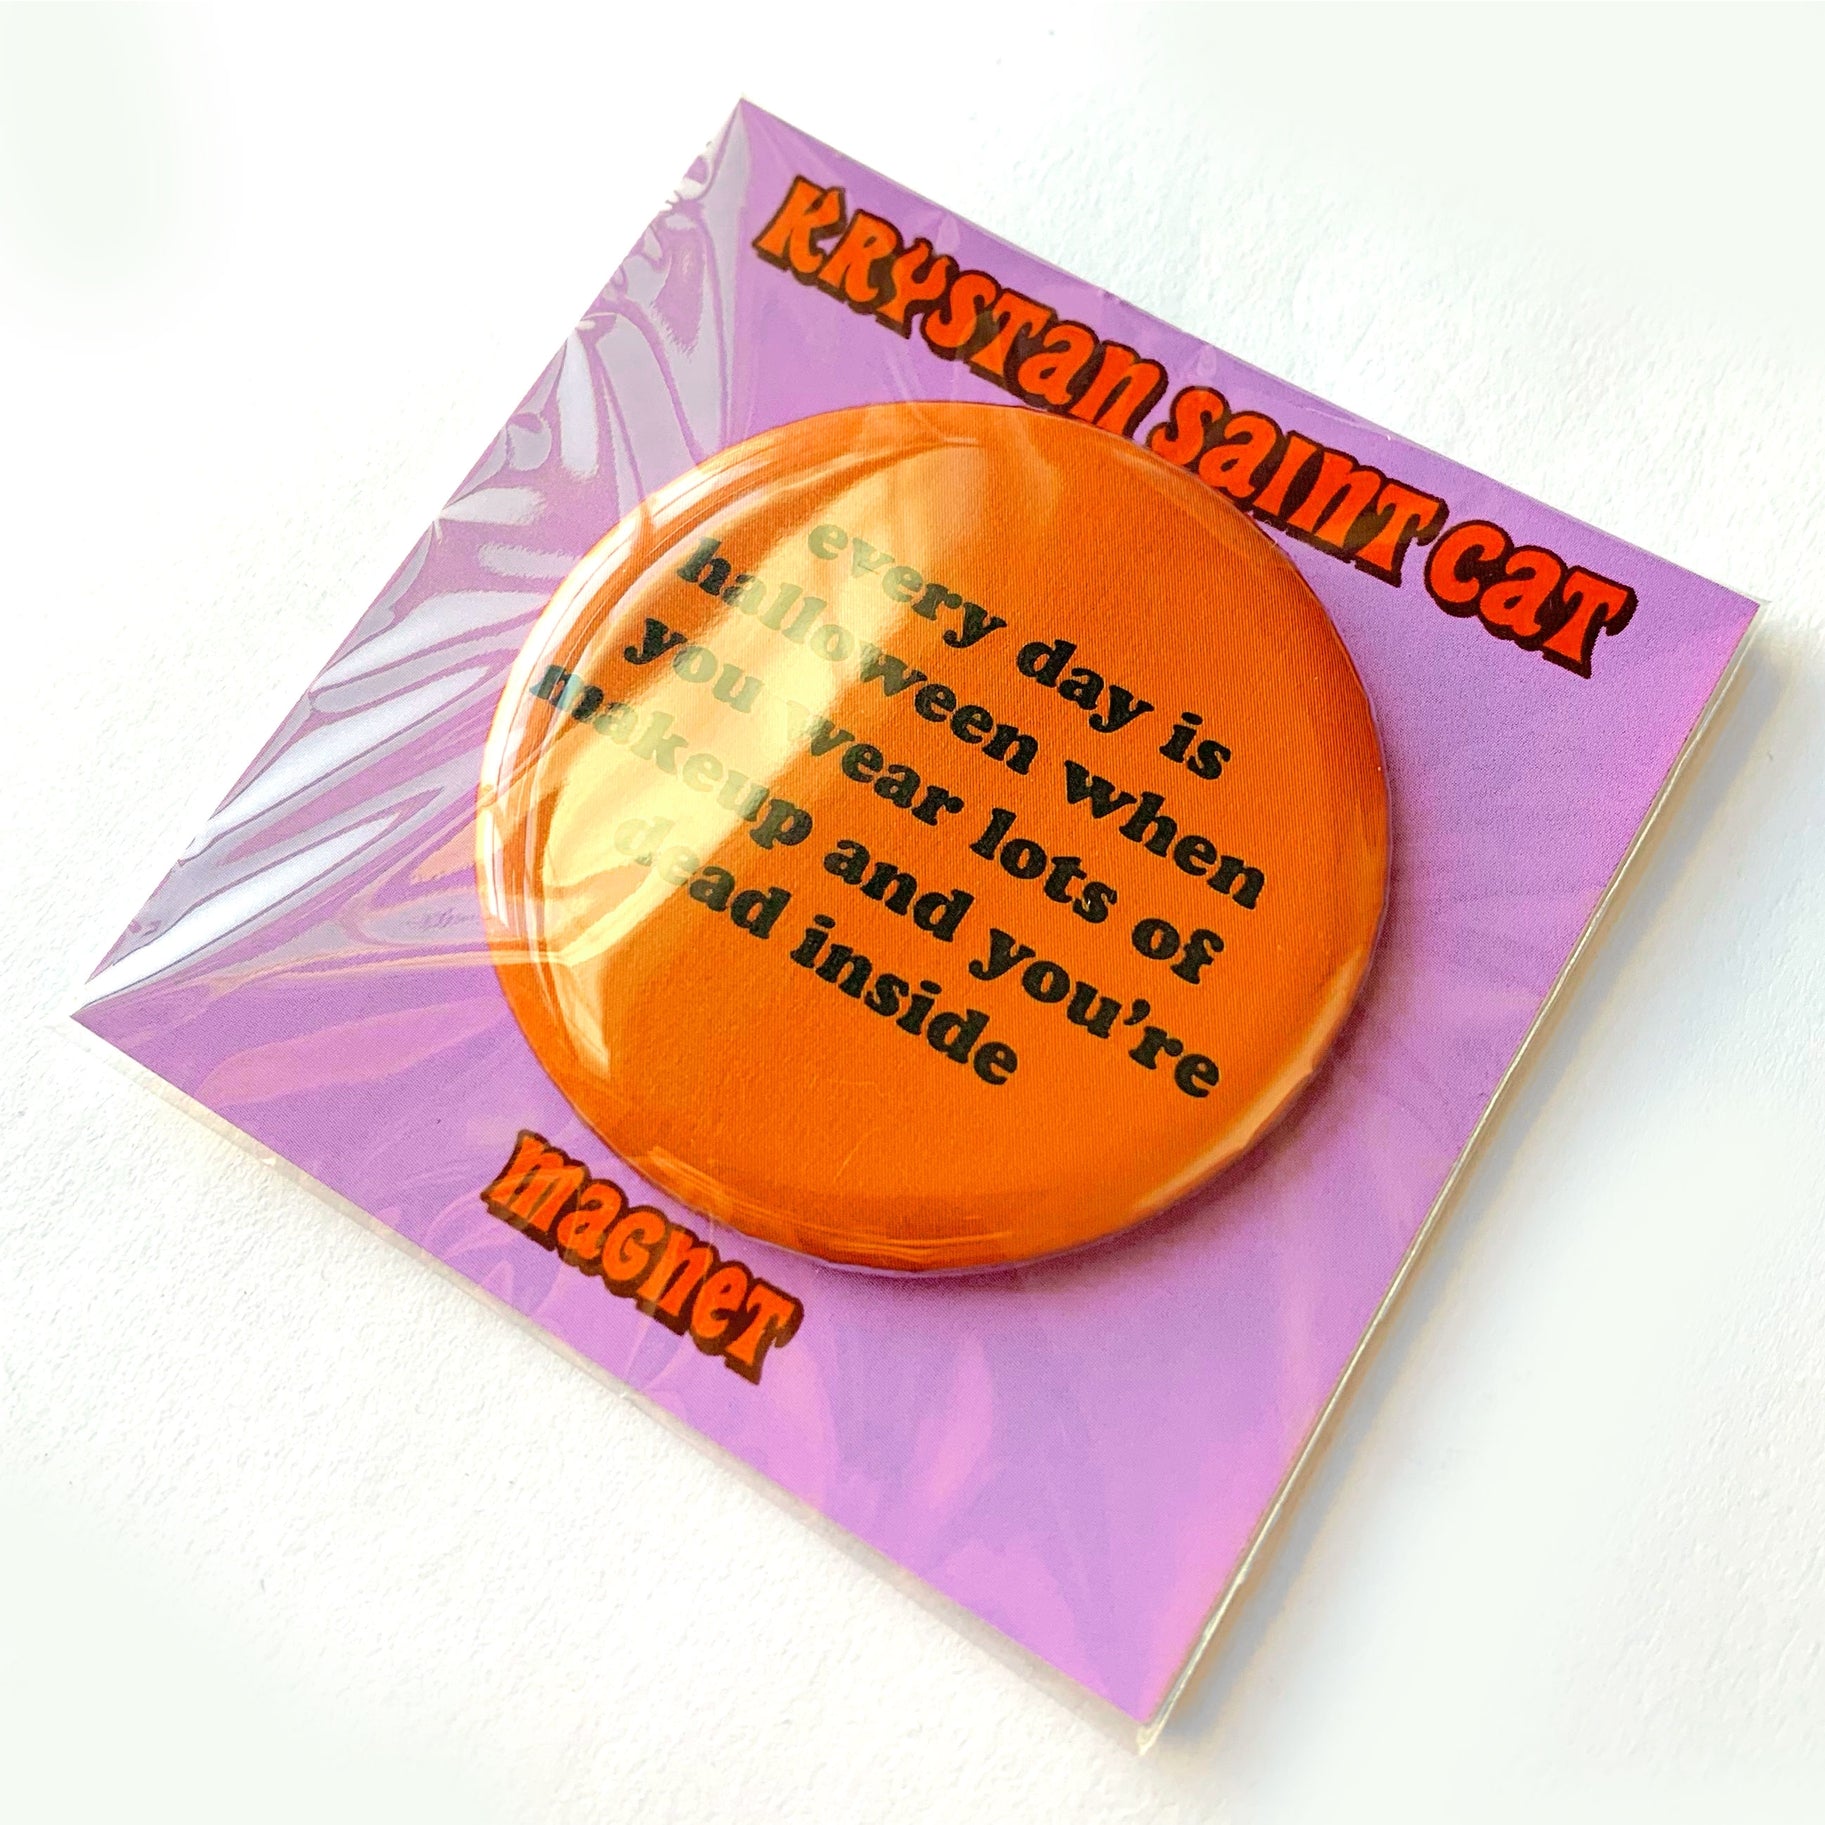 KRYSTan SaINT caT
every day is
halloween when
you wear lots of
makeup and you're
dead inside
maGneT